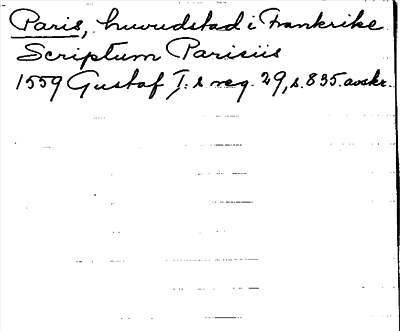 Paris, huvudstad i Frankrike
Scriptum Parisiis
1559 Gustaf I:s reg. 29, s. 835. avskr.